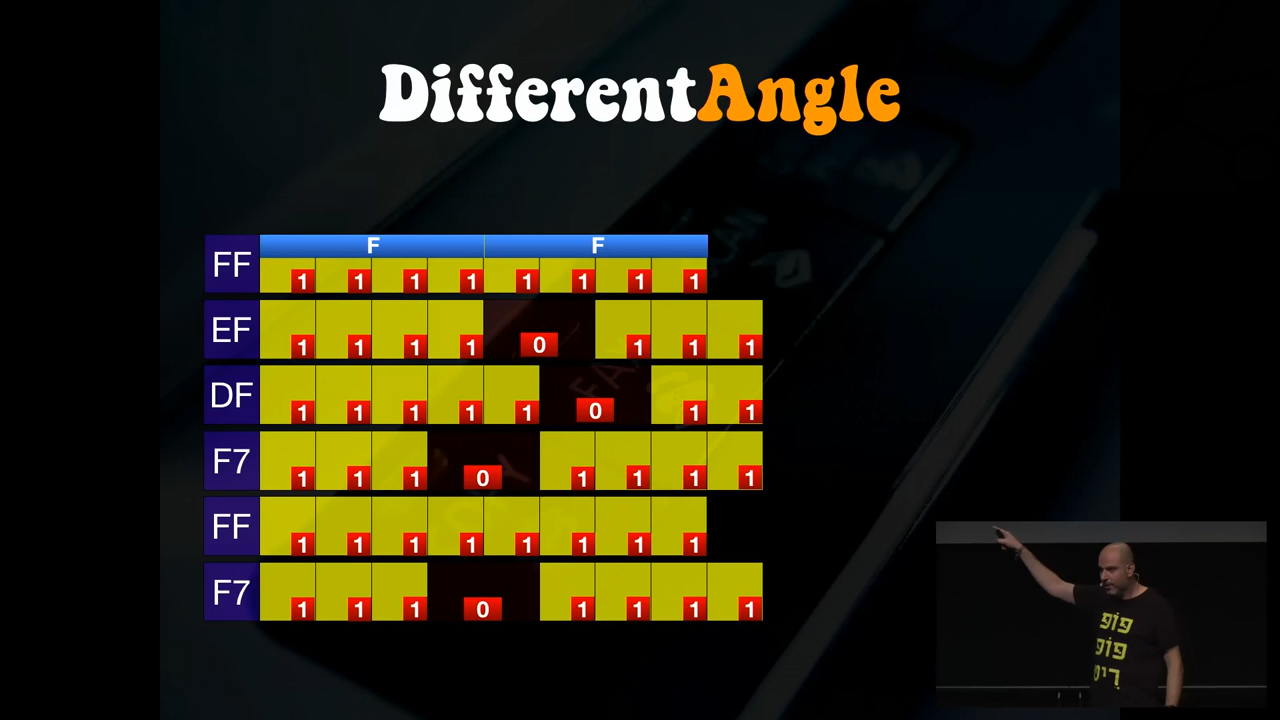 DifferentAngle
FF F F
1 1 1 1 1 1 1 1
EF 1 1 1 1 0 1 1 1
DF 1 1 1 1 1 0 1 1
F7 1 1 1 0 1 1 1 1
FF 1 1 1 1 1 1 1 1
F7 1 1 1 0 1 1 1 1
פּוֹפּ
פּוֹפּ